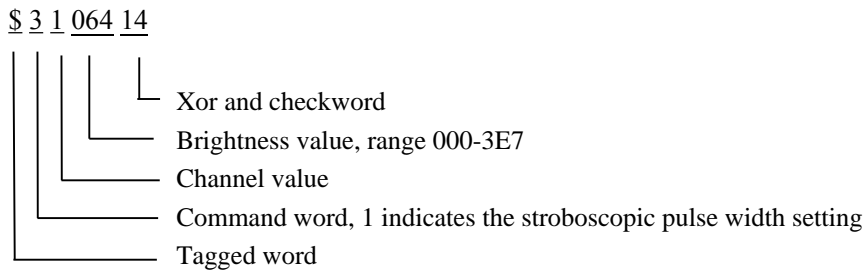 $ 3 1 064 14
Xor and checkword
Brightness value, range 000-3E7
Channel value
Command word, 1 indicates the stroboscopic pulse width setting
Tagged word